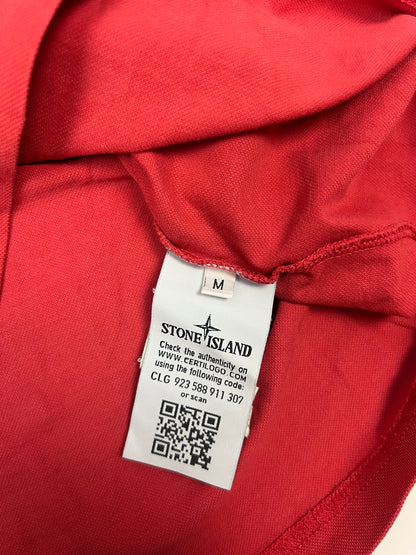 M
STONE ISLAND
Check the authenticity on
WWW.CERTILOGO.COM
using the following code:
CLG 923 588 911 307
or scan